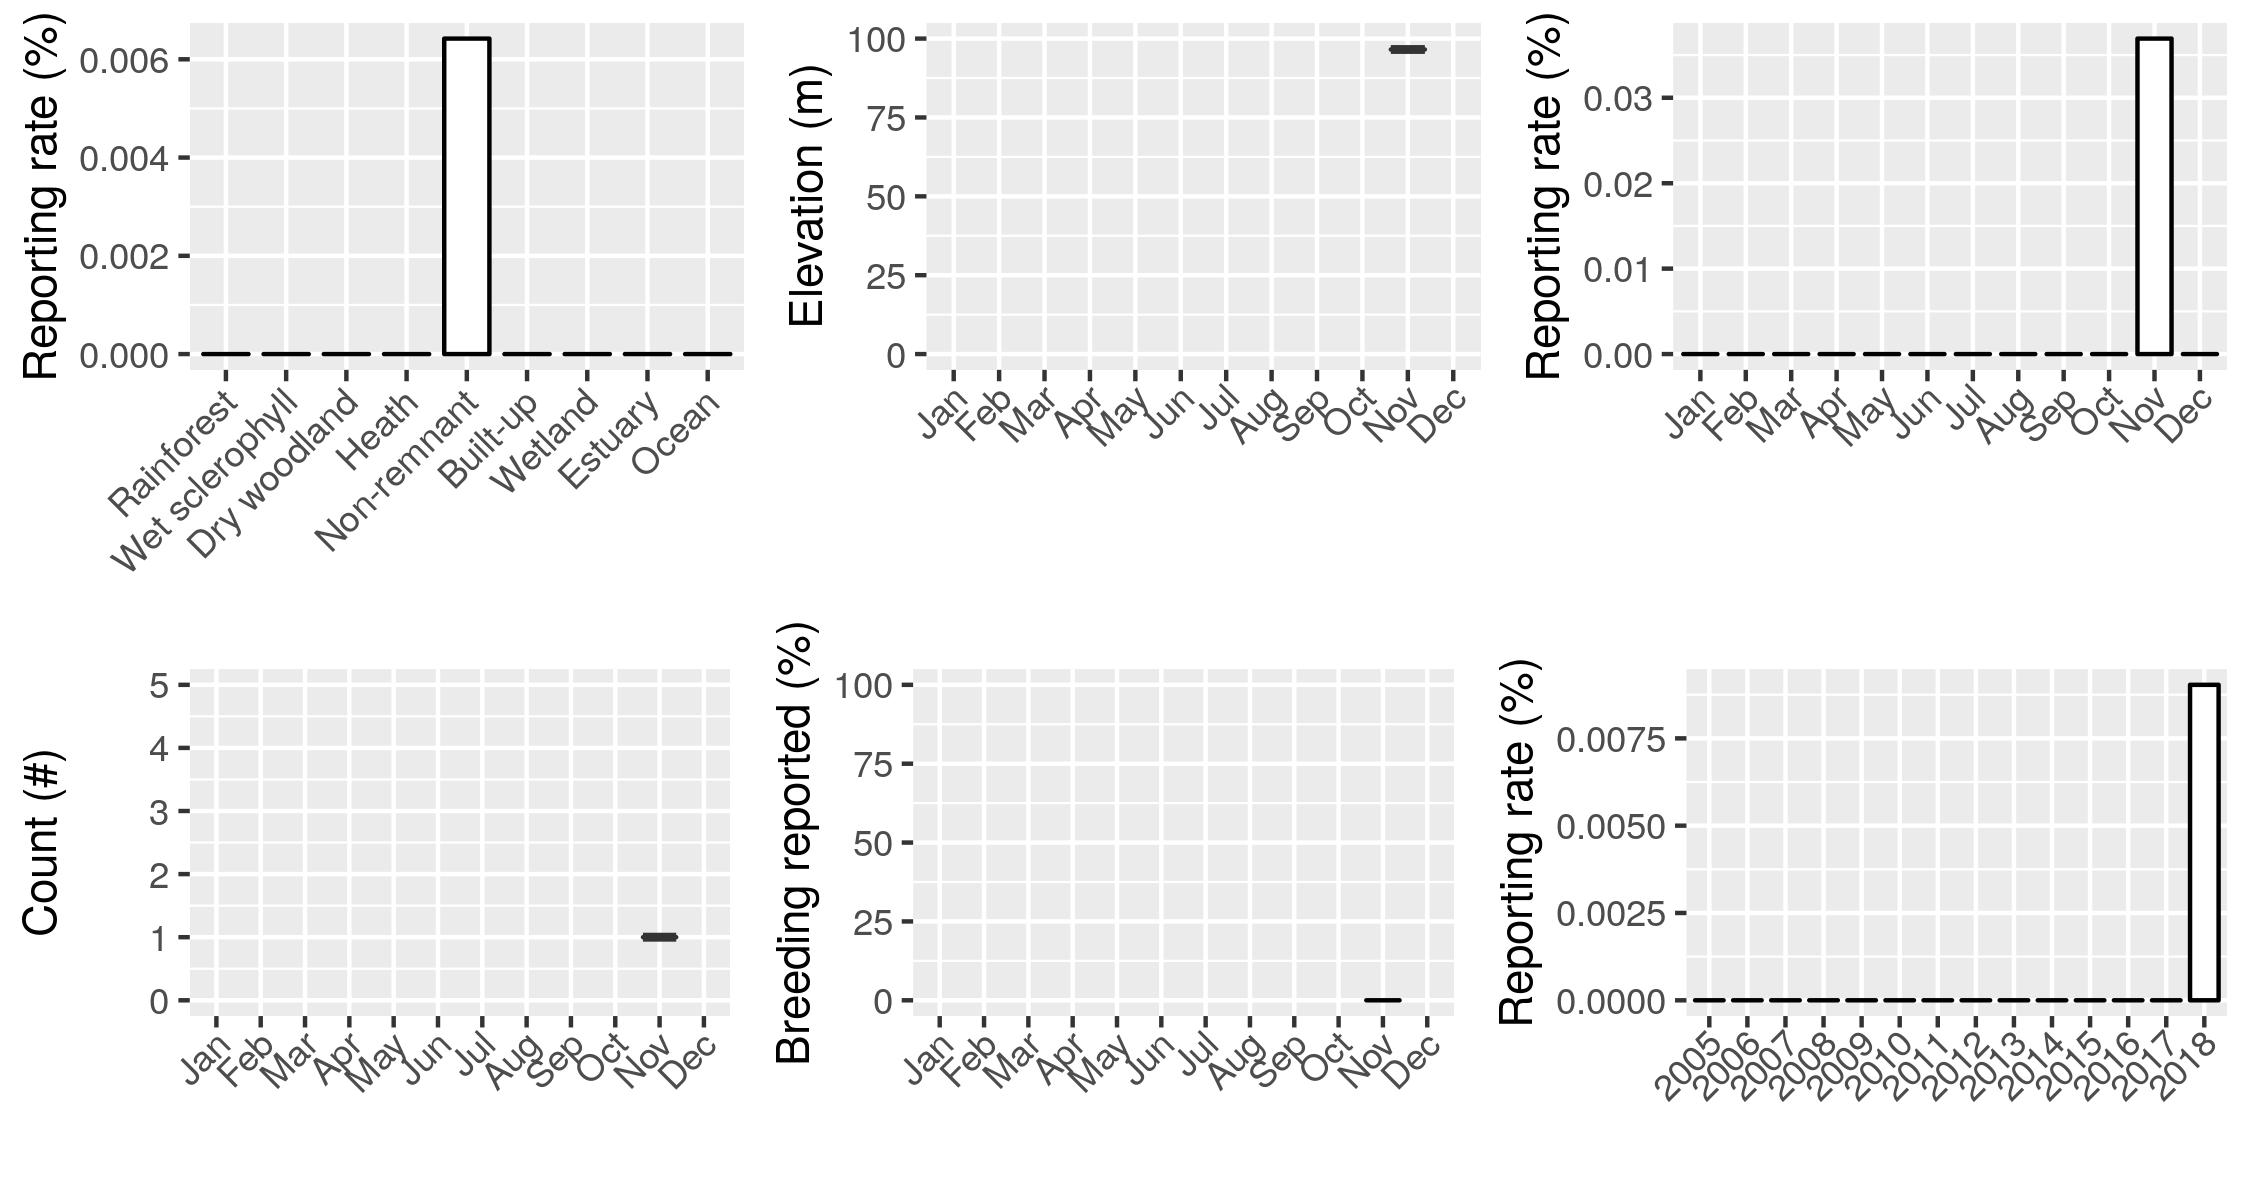 Reporting rate (%)
0.006
0.004
0.002
0.000
Rainforest
Wet sclerophyll
Dry woodland
Heath
Non-remnant
Built-up
Wetland
Estuary
Ocean
Elevation (m)
100
75
50
25
0
Jan
Feb
Mar
Apr
May
Jun
Jul
Aug
Sep
Oct
Nov
Dec
Reporting rate (%)
0.03
0.02
0.01
0.00
Jan
Feb
Mar
Apr
May
Jun
Jul
Aug
Sep
Oct
Nov
Dec
Count (#)
5
4
3
2
1
0
Jan
Feb
Mar
Apr
May
Jun
Jul
Aug
Sep
Oct
Nov
Dec
Breeding reported (%)
100
75
50
25
0
Jan
Feb
Mar
Apr
May
Jun
Jul
Aug
Sep
Oct
Nov
Dec
Reporting rate (%)
0.0075
0.0050
0.0025
0.0000
2005
2006
2007
2008
2009
2010
2011
2012
2013
2014
2015
2016
2017
2018